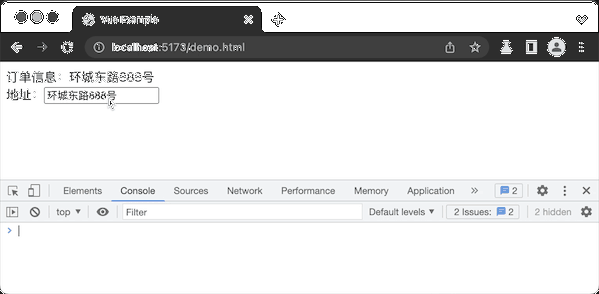 vue-example
localhost:5173/demo.html
订单信息：环城东路888号
地址：环城东路888号
Elements Console Sources Network Performance Memory Application » 2
top Filter Default levels 2 Issues: 2 2 hidden